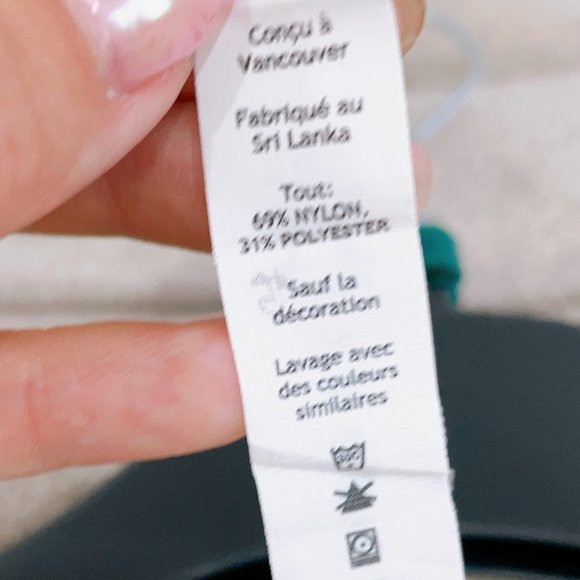 Conçu à
Vancouver
Fabriqué au
Sri Lanka
Tout:
69% NYLON,
31% POLYESTER
Sauf la
décoration
Lavage avec
des couleurs
similaires